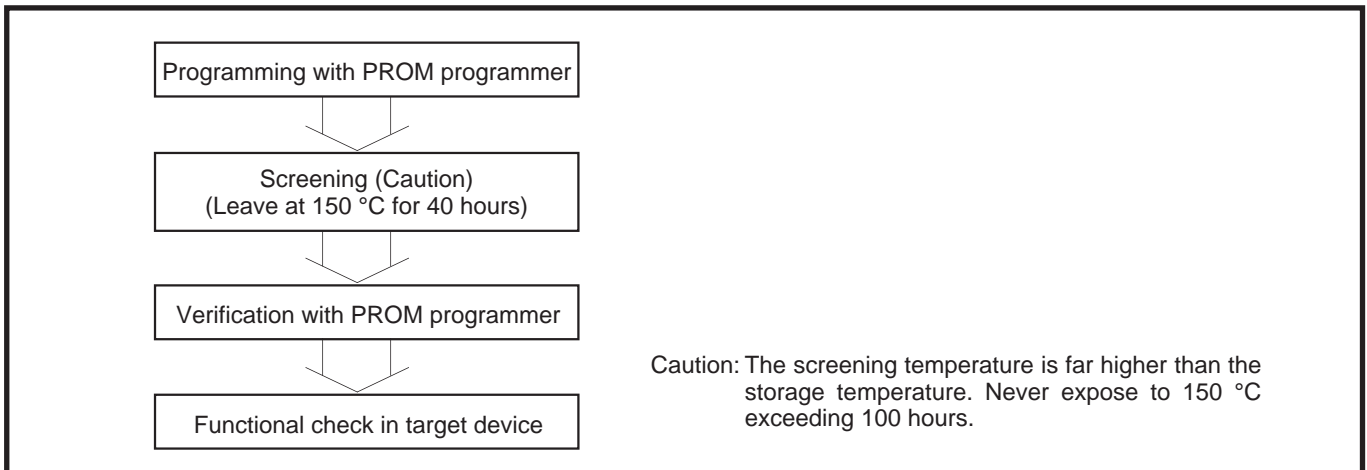 Programming with PROM programmer
Screening (Caution)
(Leave at 150 °C for 40 hours)
Verification with PROM programmer
Functional check in target device
Caution: The screening temperature is far higher than the
storage temperature. Never expose to 150 °C
exceeding 100 hours.